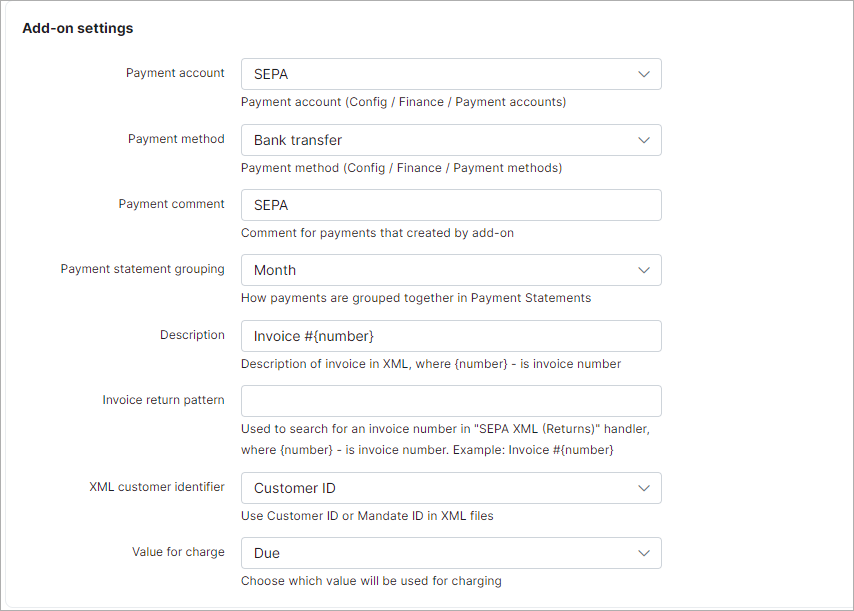 Add-on settings
Payment account SEPA
Payment account (Config / Finance / Payment accounts)
Payment method Bank transfer
Payment method (Config / Finance / Payment methods)
Payment comment SEPA
Comment for payments that created by add-on
Payment statement grouping Month
How payments are grouped together in Payment Statements
Description Invoice #{number}
Description of invoice in XML, where {number} - is invoice number
Invoice return pattern
Used to search for an invoice number in "SEPA XML (Returns)" handler,
where {number} - is invoice number. Example: Invoice #{number}
XML customer identifier Customer ID
Use Customer ID or Mandate ID in XML files
Value for charge Due
Choose which value will be used for charging